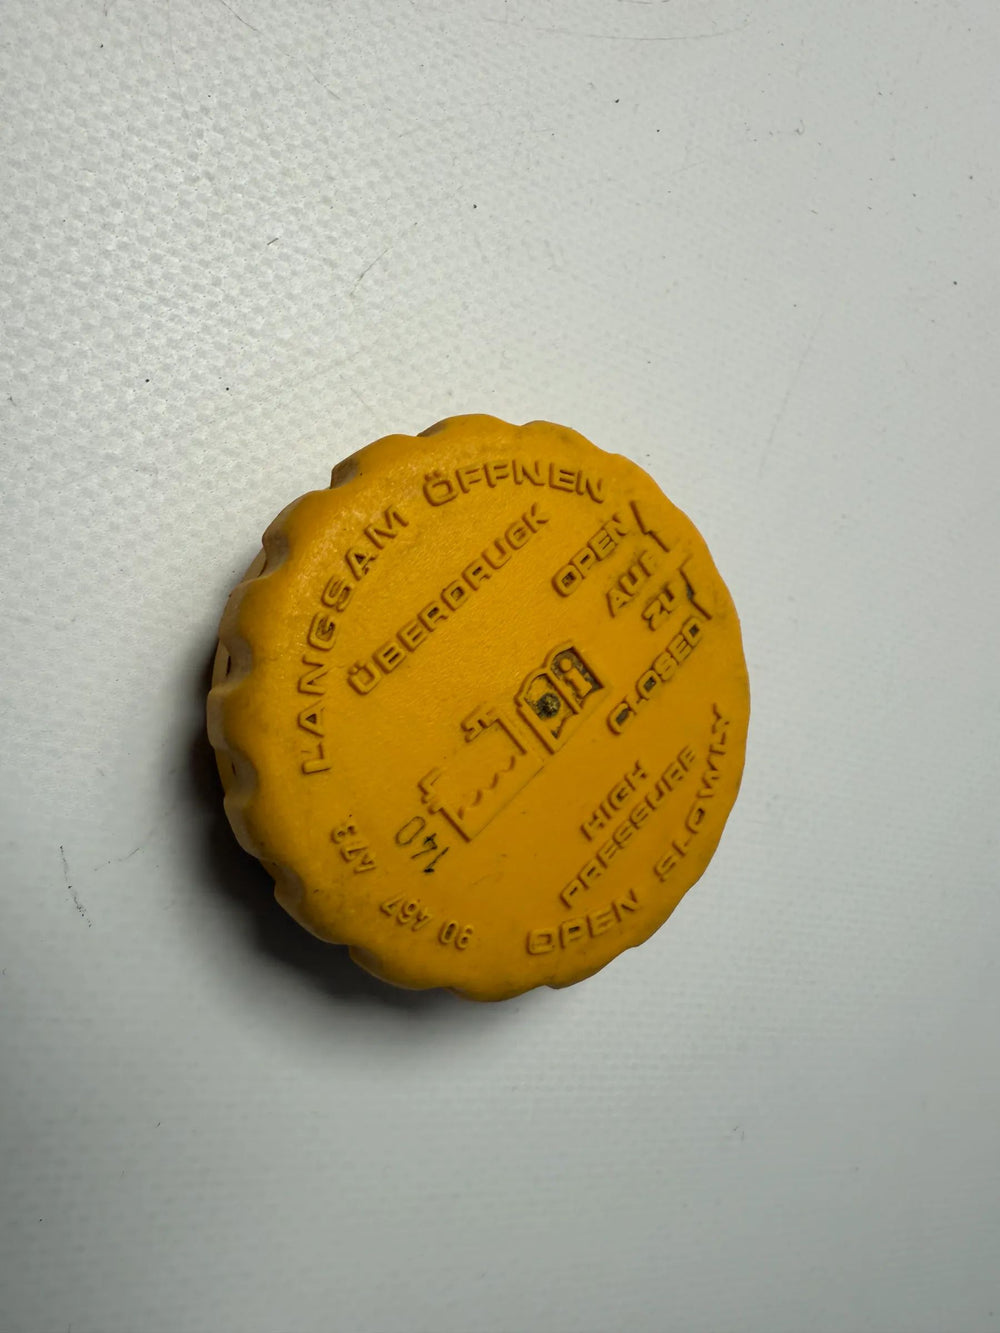 LANGSAM ÖFFNEN
ÜBERDRUCK
OPEN
AUF
ZU
CLOSED
i
HIGH
PRESSURE
OPEN SLOWLY
140
90 467 473